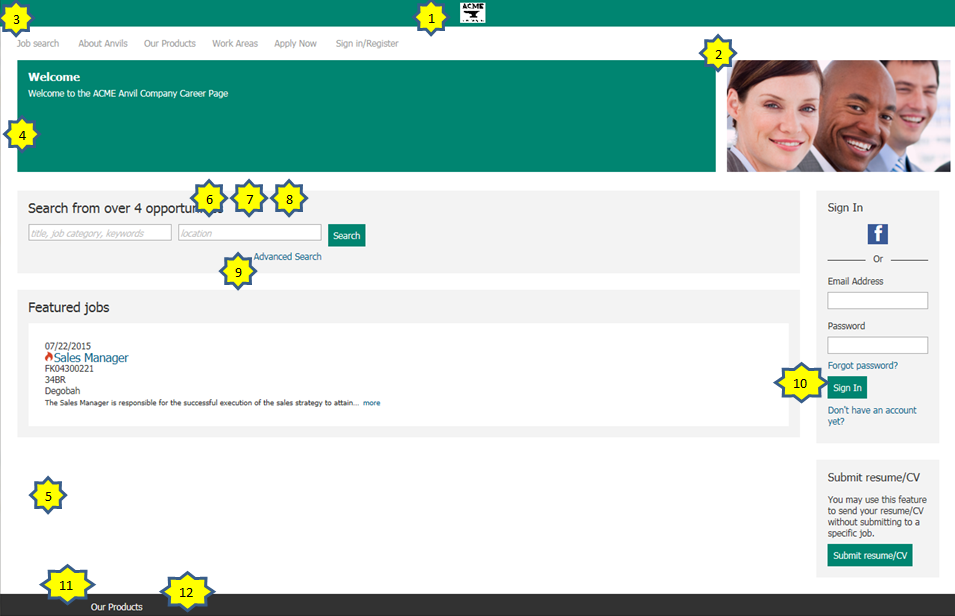 3
1
ACME
Job search About Anvils Our Products Work Areas Apply Now Sign in/Register
2
Welcome
Welcome to the ACME Anvil Company Career Page
4
6 7 8
Search from over 4 opportun
title, job category, keywords location Search
Advanced Search
9
Featured jobs
07/22/2015
Sales Manager
FK04300221
34BR
Degobah
The Sales Manager is responsible for the successful execution of the sales strategy to attain... more
Sign In
f
Or
Email Address
Password
Forgot password?
10
Sign In
Don't have an account
yet?
5
Submit resume/CV
You may use this feature
to send your resume/CV
without submitting to a
specific job.
Submit resume/CV
11 12
Our Products